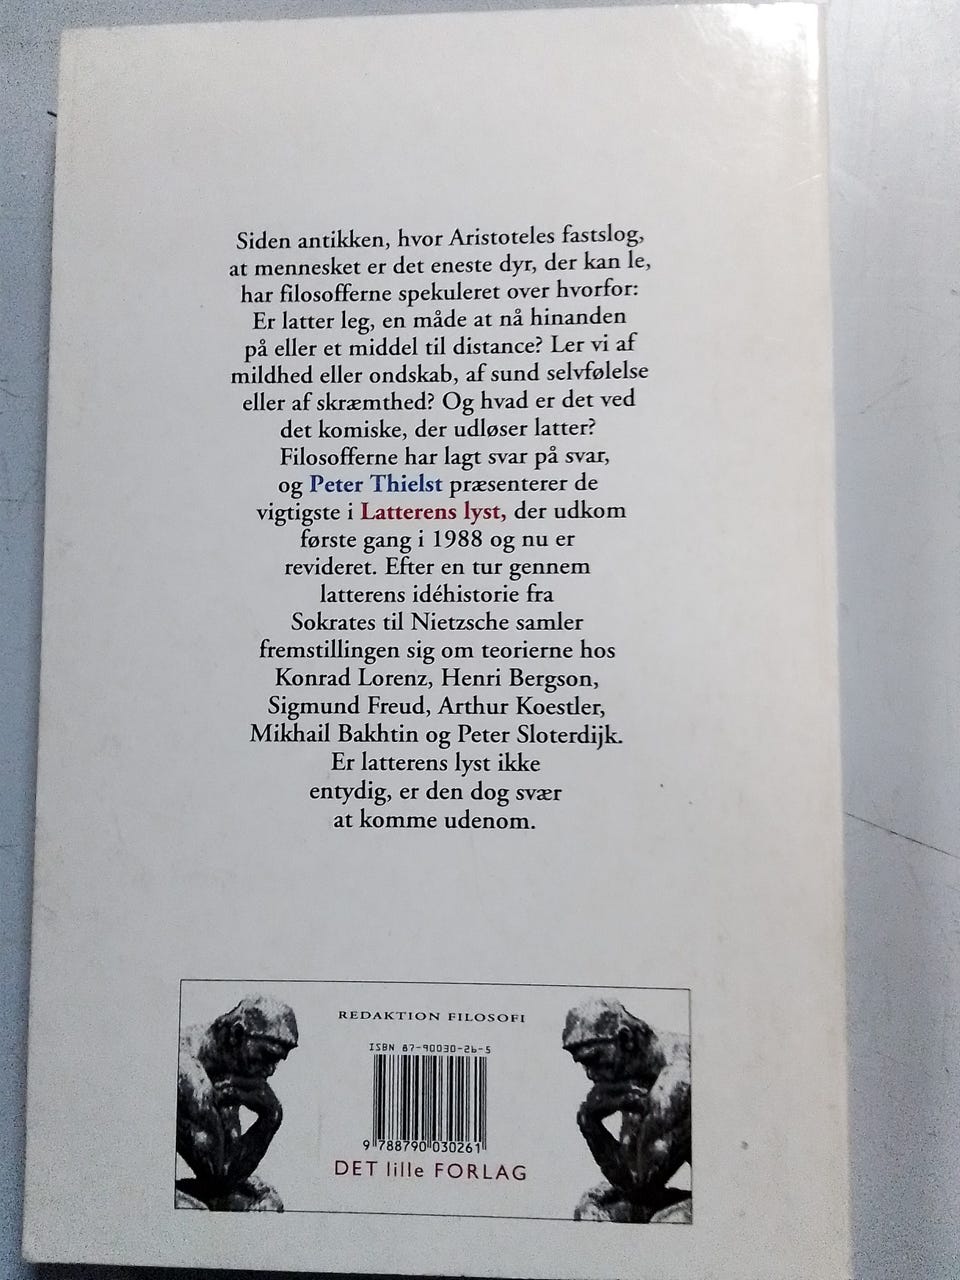 Siden antikken, hvor Aristoteles fastslog,
at mennesket er det eneste dyr, der kan le,
har filosofferne spekuleret over hvorfor:
Er latter leg, en måde at nå hinanden
på eller et middel til distance? Ler vi af
mildhed eller ondskab, af sund selvfølelse
eller af skræmthed? Og hvad er det ved
det komiske, der udløser latter?
Filosofferne har lagt svar på svar,
og Peter Thielst præsenterer de
vigtigste i Latterens lyst, der udkom
første gang i 1988 og nu er
revideret. Efter en tur gennem
latterens idéhistorie fra
Sokrates til Nietzsche samler
fremstillingen sig om teorierne hos
Konrad Lorenz, Henri Bergson,
Sigmund Freud, Arthur Koestler,
Mikhail Bakhtin og Peter Sloterdijk.
Er latterens lyst ikke
entydig, er den dog svær
at komme udenom.
REDAKTION FILOSOFI
ISBN 87-90030-26-5
9 788790 030261
DET lille FORLAG